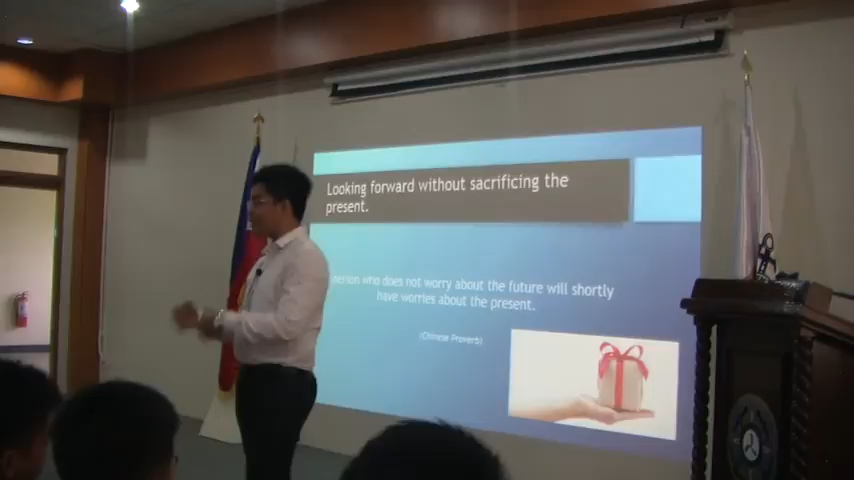 Looking forward without sacrificing the
present.
person who does not worry about the future will shortly
have worries about the present.
(Chinese Proverb)